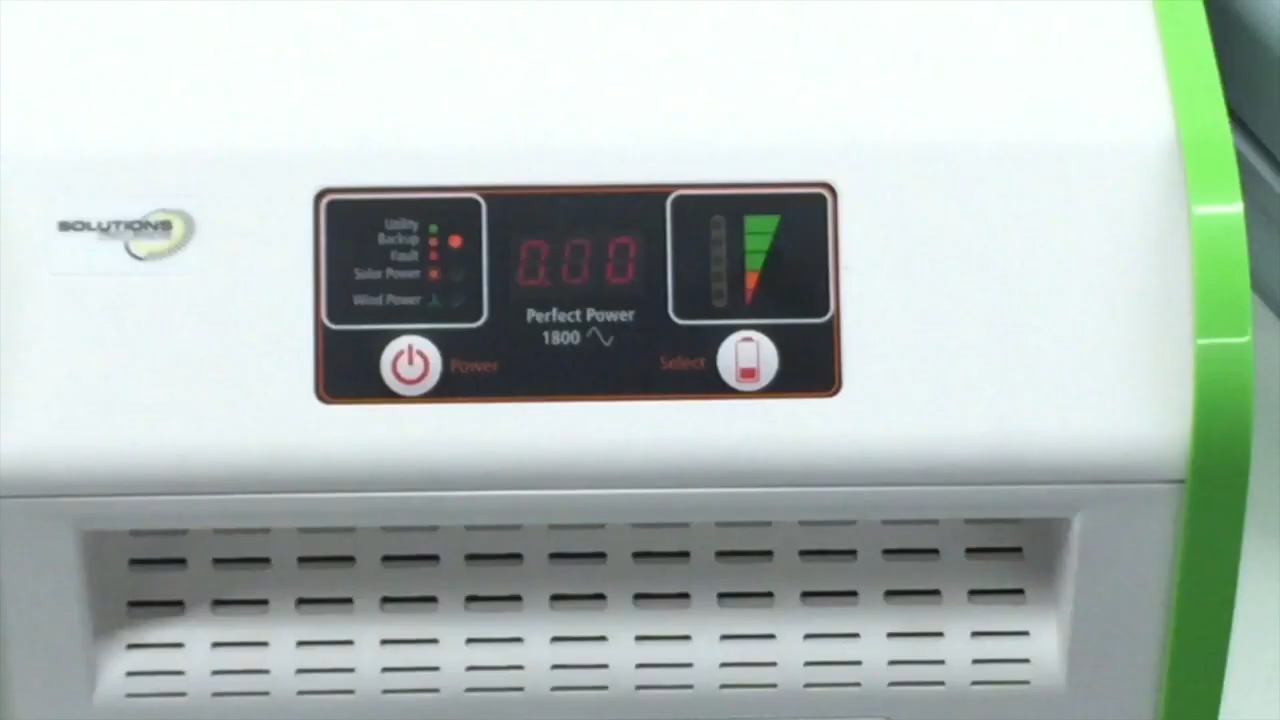 SOLUTIONS
Utility
Backup
Fault
Solar Power
Wind Power
0.00
Perfect Power
1800
Power
Select